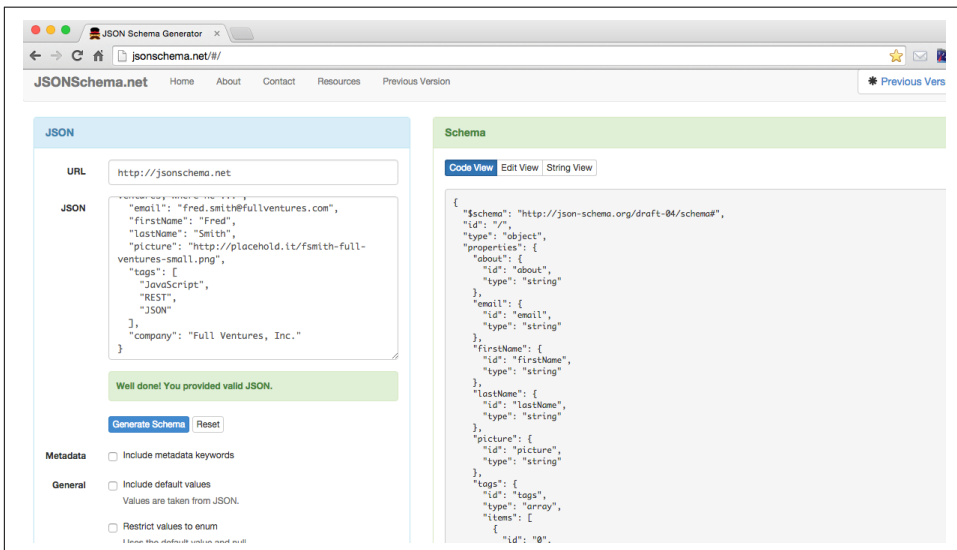 JSON Schema Generator ×
jsonschema.net/#/
JSONSchema.net Home About Contact Resources Previous Version
Previous Vers
JSON
URL
http://jsonschema.net
JSON
"email": "fred.smith@fullventures.com",
"firstName": "Fred",
"lastName": "Smith",
"picture": "http://placehold.it/fsmith-full-
ventures-small.png",
"tags": [
"JavaScript",
"REST",
"JSON"
],
"company": "Full Ventures, Inc."
}
Well done! You provided valid JSON.
Generate Schema Reset
Metadata Include metadata keywords
General Include default values
Values are taken from JSON.
Restrict values to enum
Uses the default value and null
Schema
Code View Edit View String View
{
"$schema": "http://json-schema.org/draft-04/schema#",
"id": "/",
"type": "object",
"properties": {
"about": {
"id": "about",
"type": "string"
},
"email": {
"id": "email",
"type": "string"
},
"firstName": {
"id": "firstName",
"type": "string"
},
"lastName": {
"id": "lastName",
"type": "string"
},
"picture": {
"id": "picture",
"type": "string"
},
"tags": {
"id": "tags",
"type": "array",
"items": [
{
"id": "0",